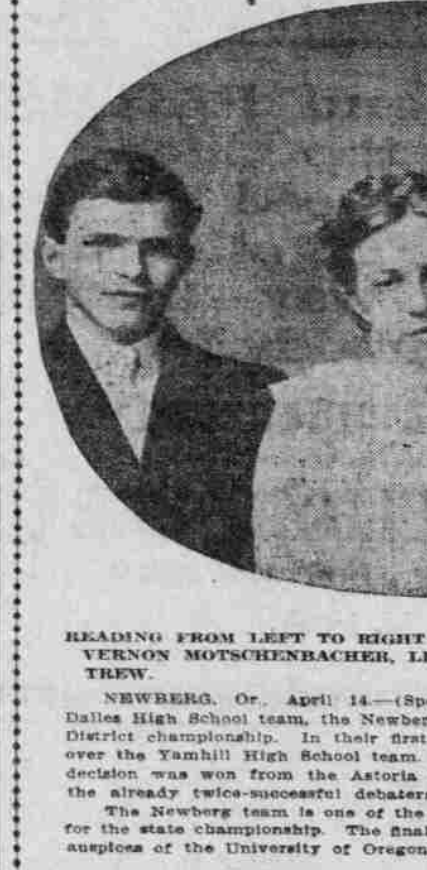 READING FROM LEFT TO RIGHT
VERNON MOTSCHENBACHER, LE
TREW.
NEWBERG, Or., April 14.—(Spe
Dalles High School team, the Newber
District championship. In their first
over the Yamhill High School team.
decision was won from the Astoria
the already twice-successful debaters
The Newberg team is one of the
for the state championship. The final
auspices of the University of Oregon